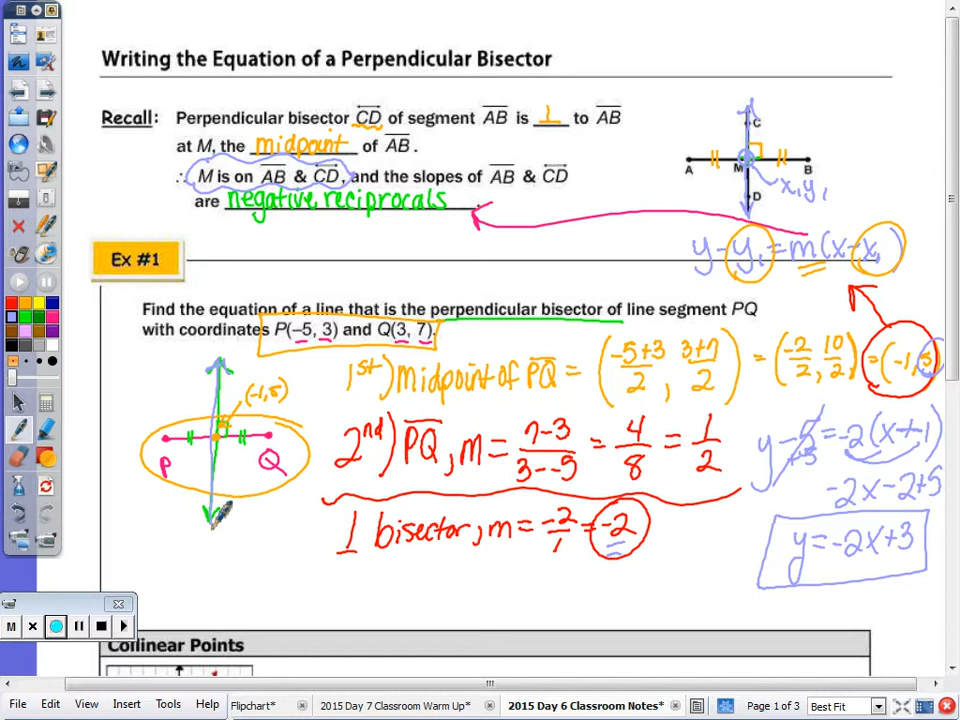 Writing the Equation of a Perpendicular Bisector
Recall: Perpendicular bisector CD of segment AB is ⊥ to AB
at M, the midpoint of AB.
∴ M is on AB & CD, and the slopes of AB & CD
are negative reciprocals.
C
A M B
D
x₁ y₁
y-y₁=m(x-x₁)
Ex #1
Find the equation of a line that is the perpendicular bisector of line segment PQ
with coordinates P(−5, 3) and Q(3, 7).
1st) midpoint of PQ = (-5+3/2, 3+7/2) = (-2/2, 10/2) = (-1, 5)
(-1,5)
P Q
2nd) PQ, m = 7-3/3--5 = 4/8 = 1/2
⊥ bisector, m = -2/1 = -2
y-5=-2(x+1)
+5
-2x-2+5
y=-2x+3
Collinear Points
M
File Edit View Insert Tools Help Flipchart* 2015 Day 7 Classroom Warm Up* 2015 Day 6 Classroom Notes* Page 1 of 3 Best Fit